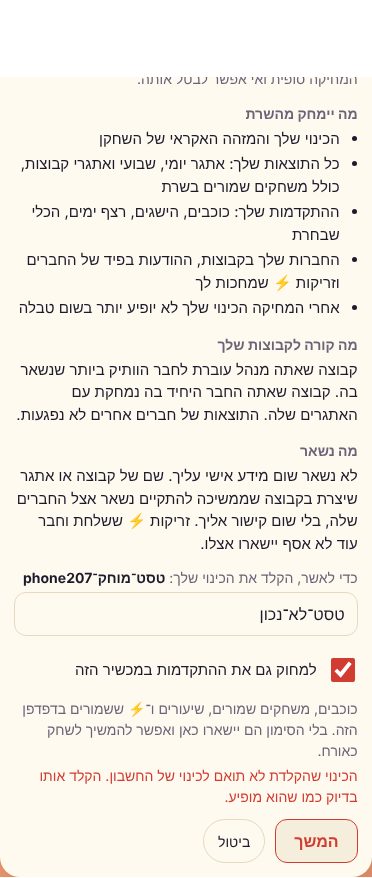 המחיקה סופית ואי אפשר לבטל אותה.
מה יימחק מהשרת
• הכינוי שלך והמזהה האקראי של השחקן
• כל התוצאות שלך: אתגר יומי, שבועי ואתגרי קבוצות,
כולל משחקים שמורים בשרת
• ההתקדמות שלך: כוכבים, הישגים, רצף ימים, הכלי
שבחרת
• החברות שלך בקבוצות, ההודעות בפיד של החברים
וזריקות ⚡ שמחכות לך
• אחרי המחיקה הכינוי שלך לא יופיע יותר בשום טבלה
מה קורה לקבוצות שלך
קבוצה שאתה מנהל עוברת לחבר הוותיק ביותר שנשאר
בה. קבוצה שאתה החבר היחיד בה נמחקת עם
האתגרים שלה. התוצאות של חברים אחרים לא נפגעות.
מה נשאר
לא נשאר שום מידע אישי עליך. שם של קבוצה או אתגר
שיצרת בקבוצה שממשיכה להתקיים נשאר אצל החברים
שלה, בלי שום קישור אליך. זריקות ⚡ ששלחת וחבר
עוד לא אסף יישארו אצלו.
כדי לאשר, הקלד את הכינוי שלך: טסט־מוחק־phone207
טסט־לא־נכון
למחוק גם את ההתקדמות במכשיר הזה
כוכבים, משחקים שמורים, שיעורים ו־⚡ ששמורים בדפדפן
הזה. בלי הסימון הם יישארו כאן ואפשר להמשיך לשחק
כאורח.
הכינוי שהקלדת לא תואם לכינוי של החשבון. הקלד אותו
בדיוק כמו שהוא מופיע.
המשך
ביטול